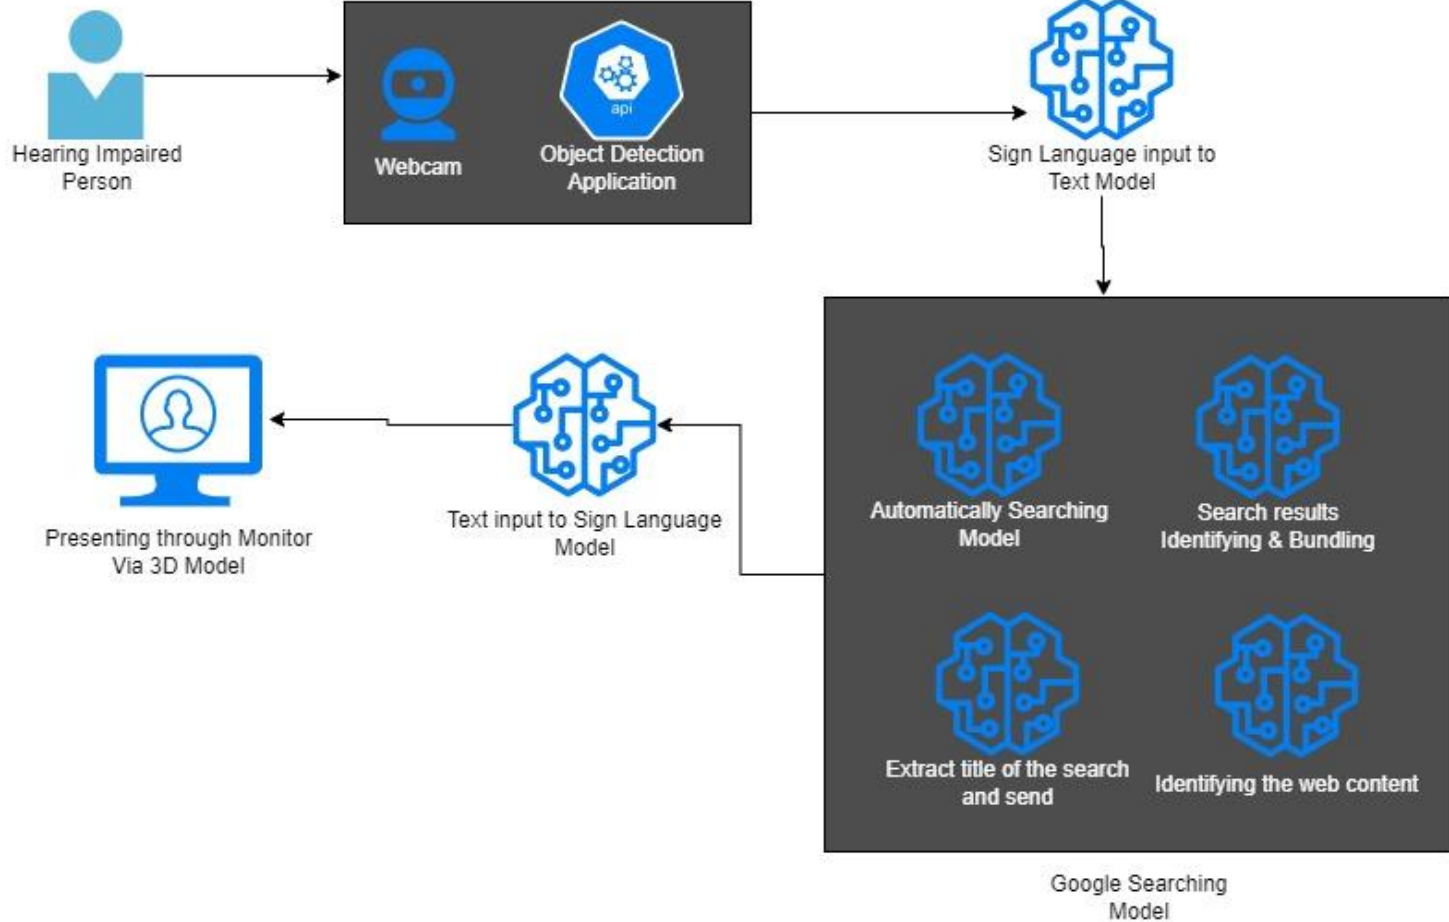 Hearing Impaired
Person
Webcam
api
Object Detection
Application
Sign Language input to
Text Model
Presenting through Monitor
Via 3D Model
Text input to Sign Language
Model
Automatically Searching
Model
Search results
Identifying & Bundling
Extract title of the search
and send
Identifying the web content
Google Searching
Model